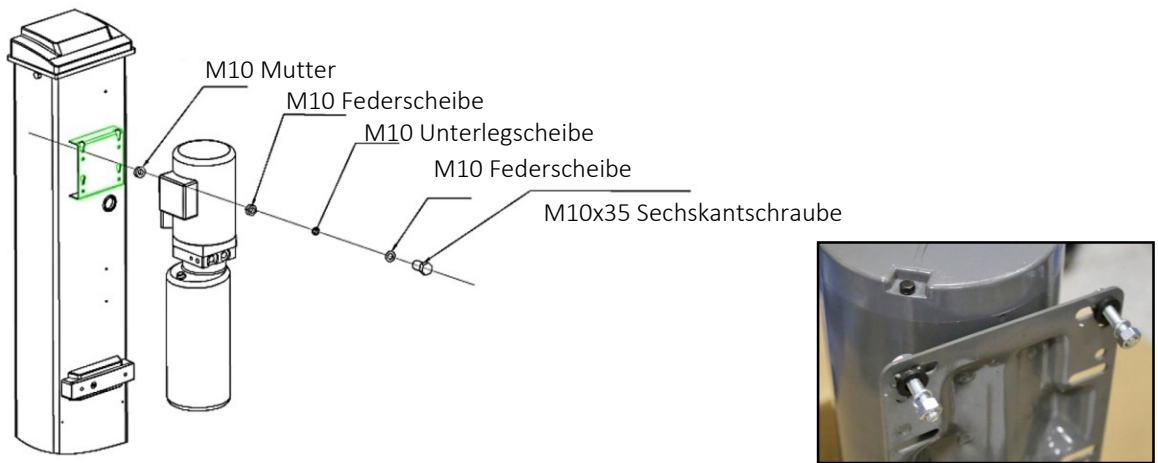 M10 Mutter
M10 Federscheibe
M10 Unterlegscheibe
M10 Federscheibe
M10x35 Sechskantschraube